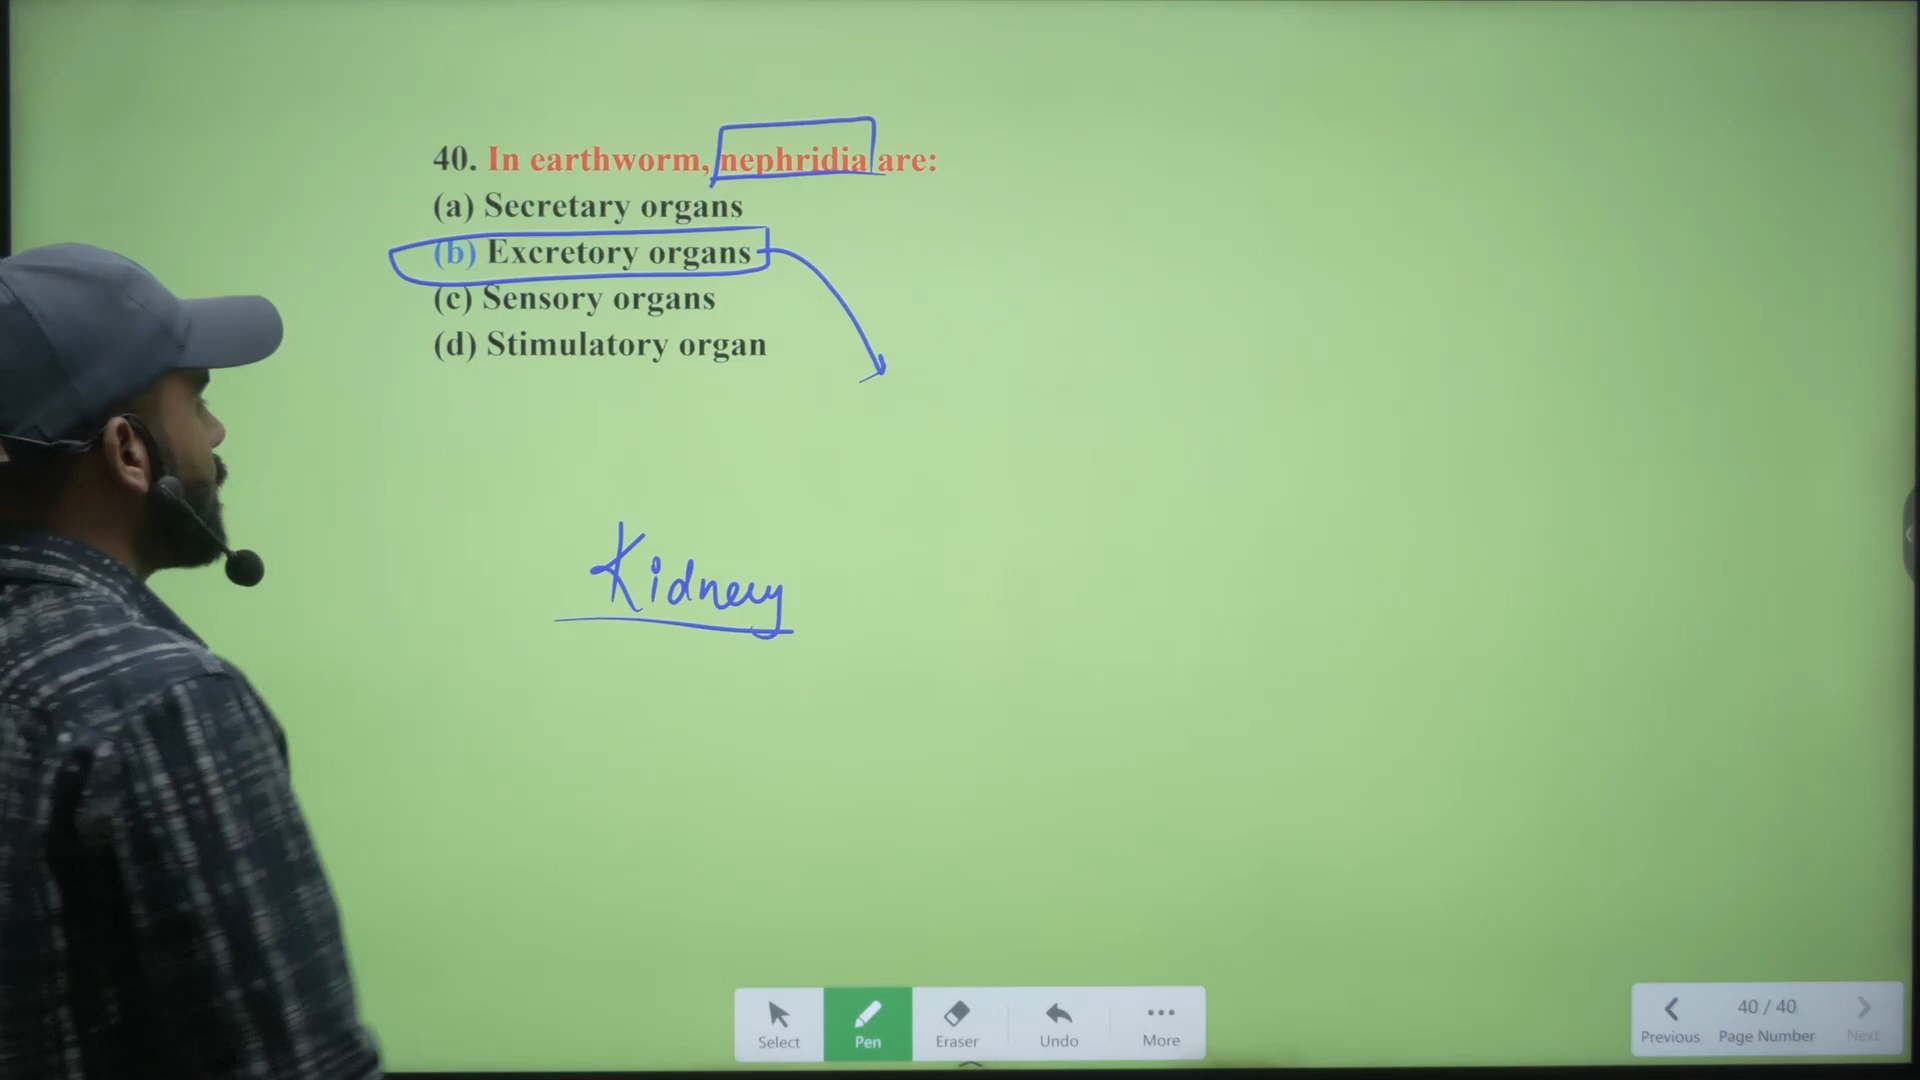 40. In earthworm, nephridia are:
(a) Secretary organs
(b) Excretory organs
(c) Sensory organs
(d) Stimulatory organ
Kidney
Select Pen Eraser Undo More
40 / 40
Previous Page Number Next